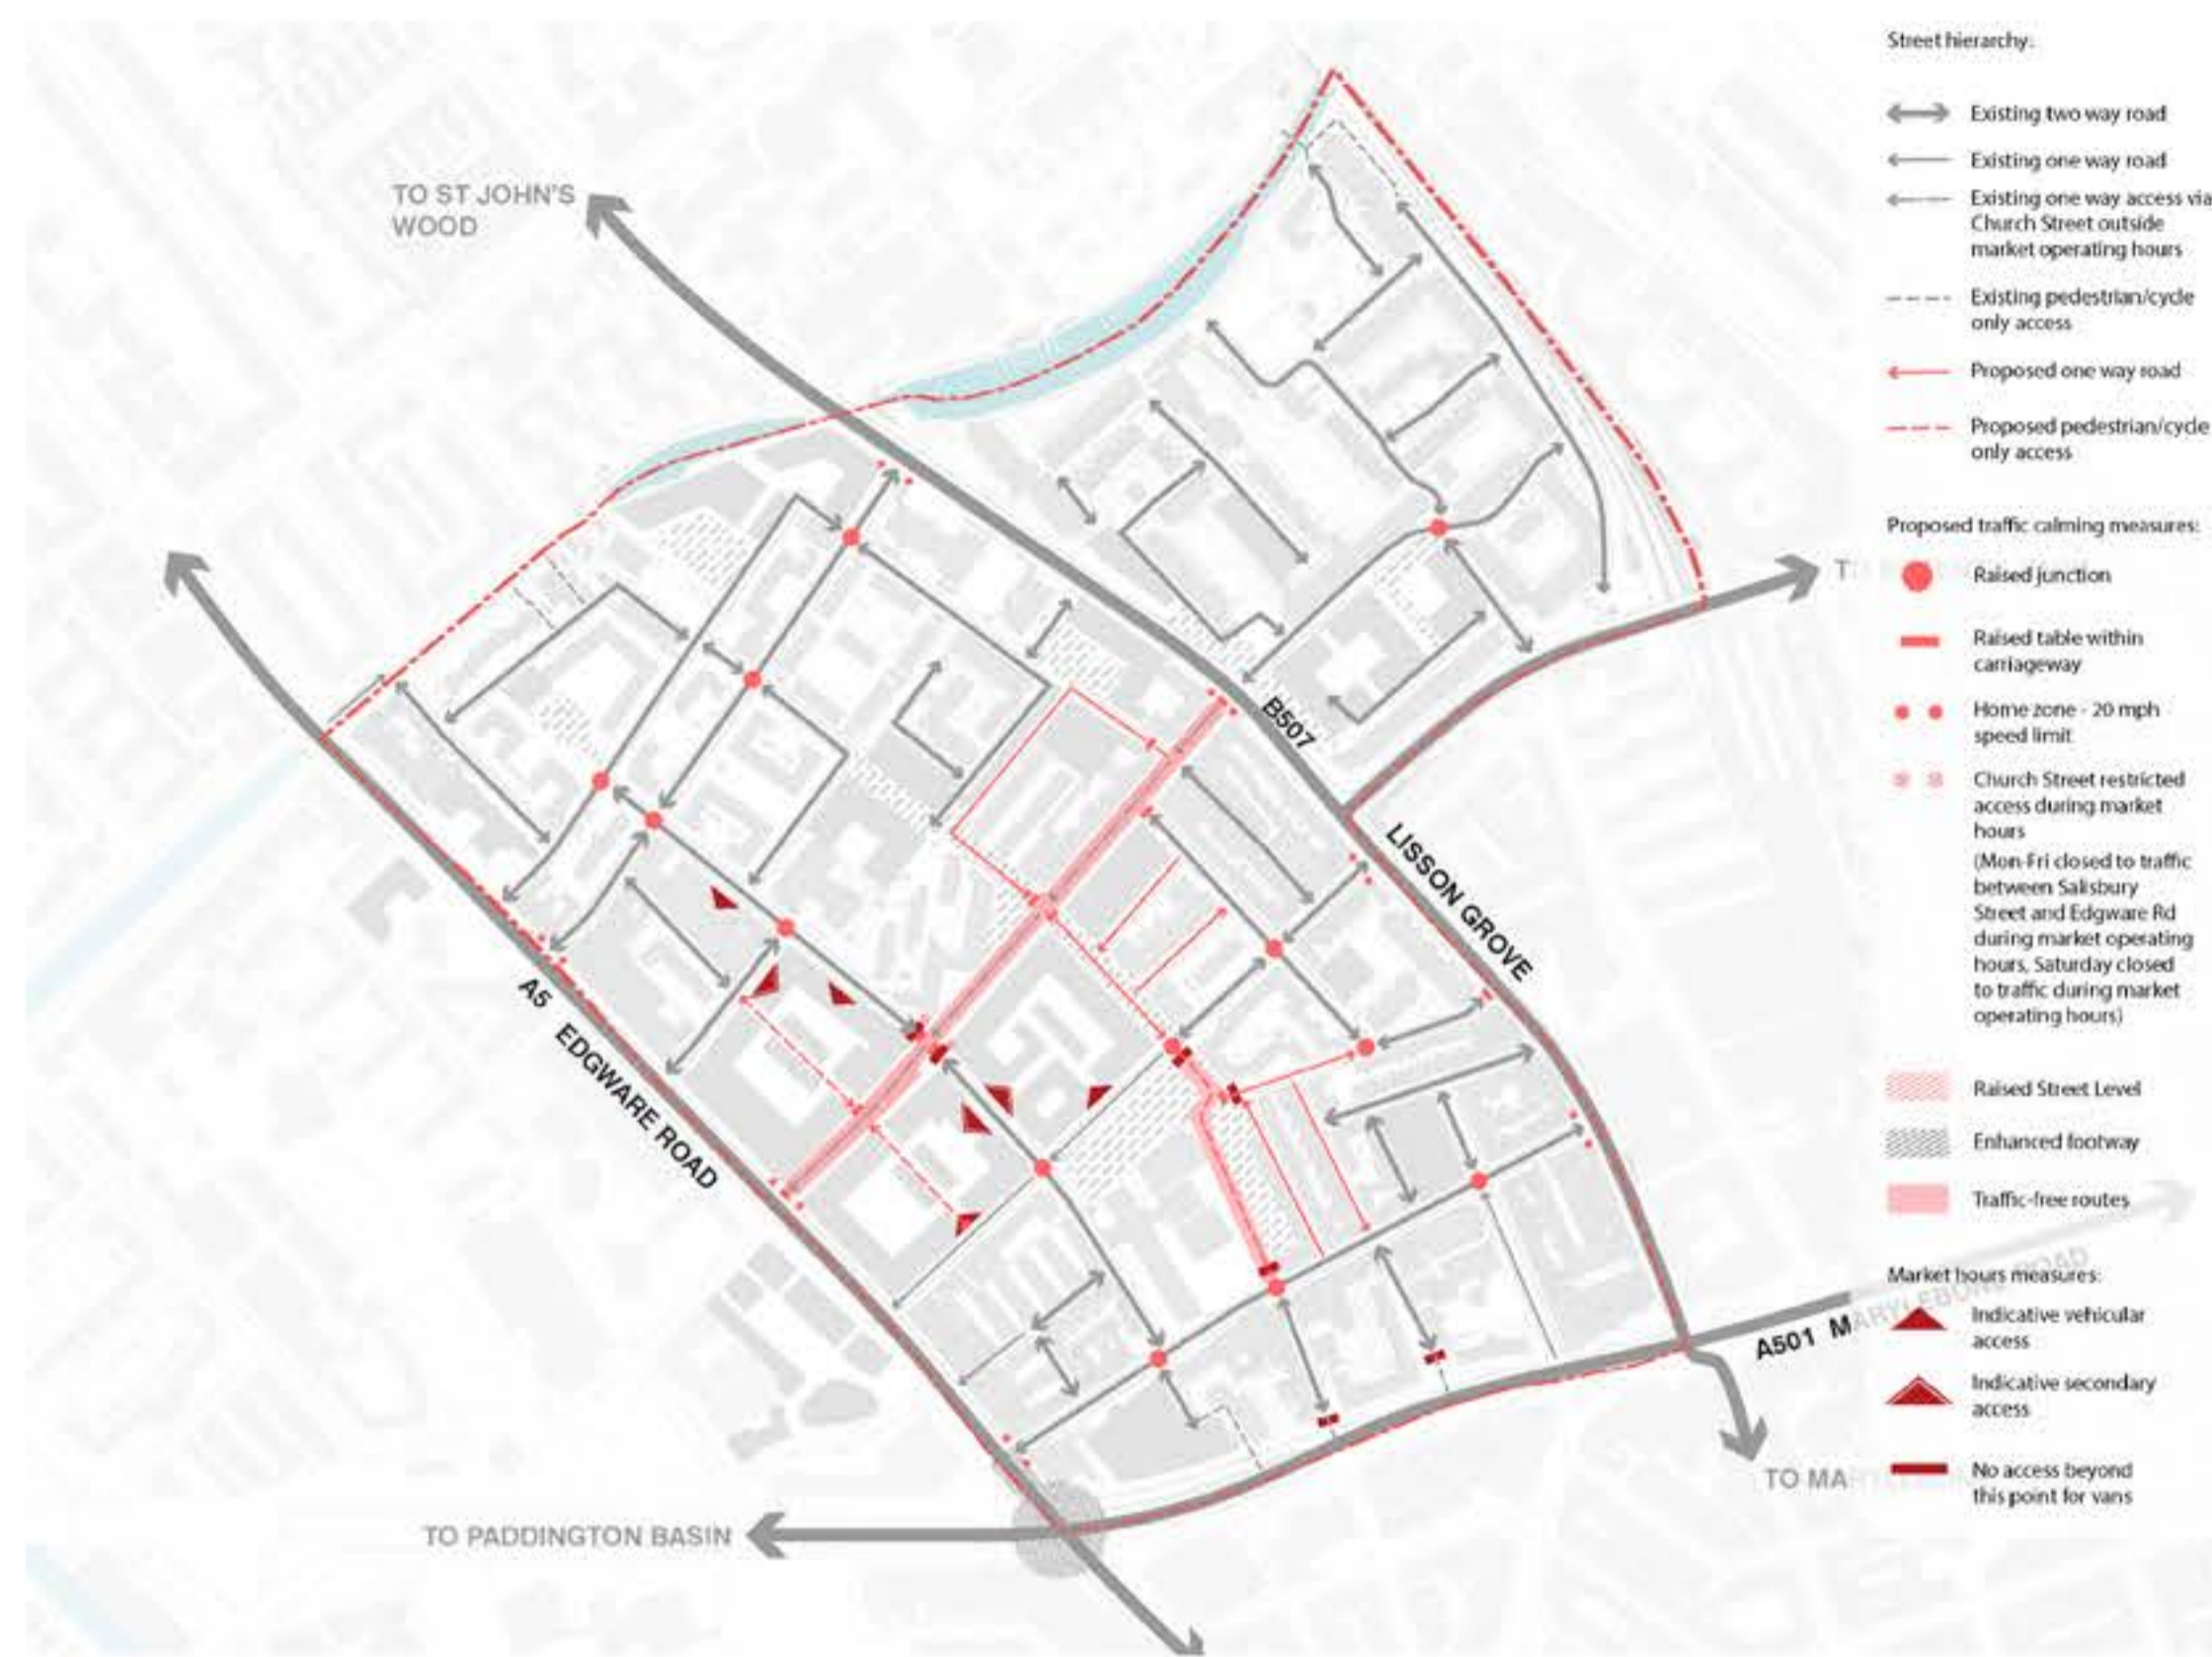 TO ST JOHN'S
WOOD
B507
LISSON GROVE
A5 EDGWARE ROAD
A501 MARYLEBONE ROAD
TO MA
TO PADDINGTON BASIN
Street hierarchy:
Existing two way road
Existing one way road
Existing one way access via
Church Street outside
market operating hours
Existing pedestrian/cycle
only access
Proposed one way road
Proposed pedestrian/cycle
only access
Proposed traffic calming measures:
Raised junction
Raised table within
carriageway
Home zone - 20 mph
speed limit
Church Street restricted
access during market
hours
(Mon-Fri closed to traffic
between Salisbury
Street and Edgware Rd
during market operating
hours, Saturday closed
to traffic during market
operating hours)
Raised Street Level
Enhanced footway
Traffic-free routes
Market hours measures:
Indicative vehicular
access
Indicative secondary
access
No access beyond
this point for vans